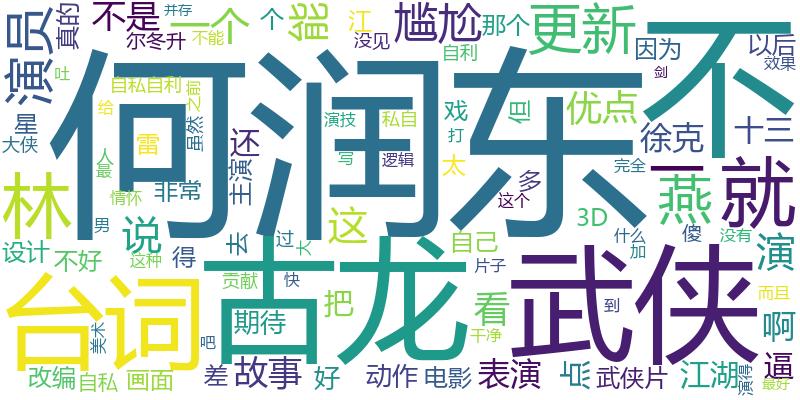 并存
不是
真的
一个
个
能
江
尴尬
那个
更新
不
以后
演员
尔冬升
没见
自利
因为
效果
不能
吐
何润东
自私自利
之前
剑
星
给
虽然
演技
私自
戏
但
优点
徐克
十三
大侠
雷
还
打
人
最
写
逻辑
太
完全
一
就
林
情怀
非常
主演
多
这个
燕
男
说
这
3D
傻
什么
没有
设计
不好
这种
得
去
过
大
自己
加
演
古龙
片子
武侠
台词
贡献
快
把
看
到
而且
期待
干净
啊
美术
吧
改编
自私
画面
差
故事
好
动作
电影
表演
点
武侠片
江湖
演得
逼
最好